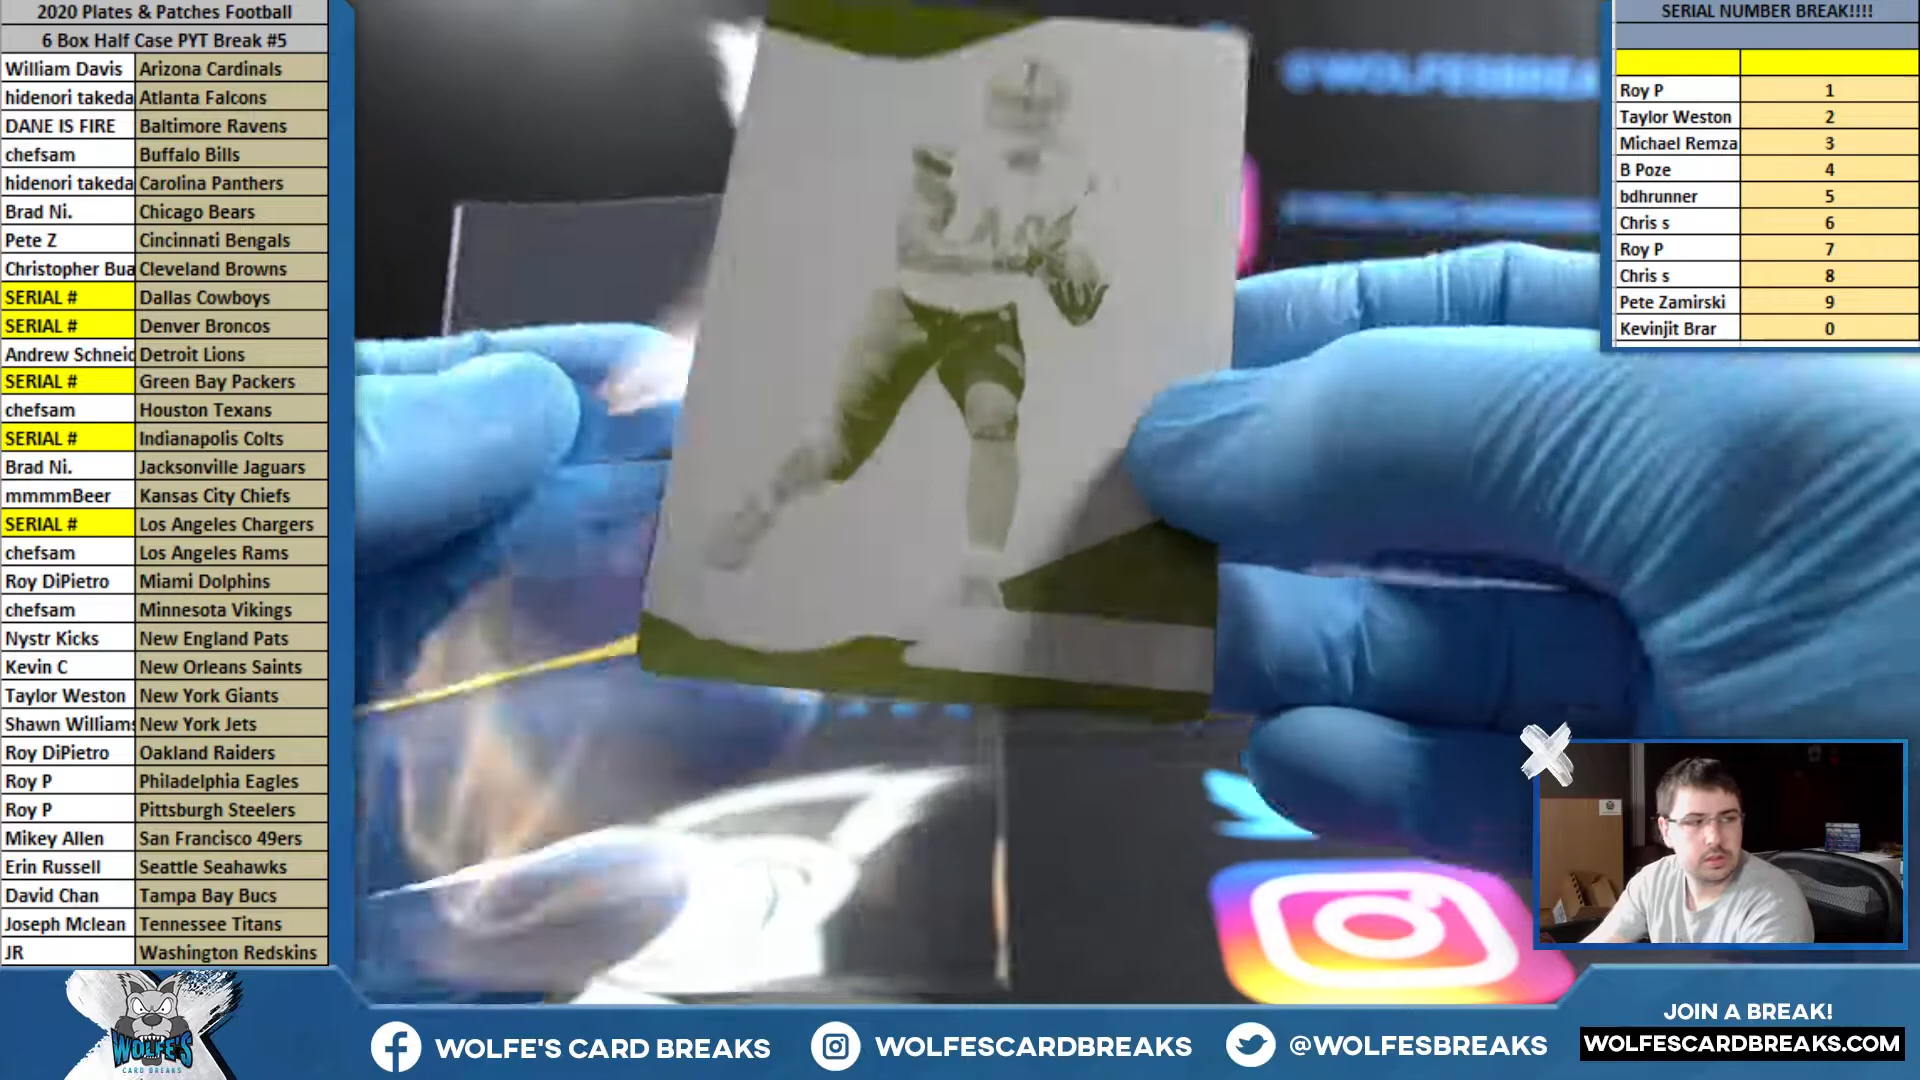 2020 Plates & Patches Football
6 Box Half Case PYT Break #5
William Davis Arizona Cardinals
hidenori takeda Atlanta Falcons
DANE IS FIRE Baltimore Ravens
chefsam Buffalo Bills
hidenori takeda Carolina Panthers
Brad Ni. Chicago Bears
Pete Z Cincinnati Bengals
Christopher Bua Cleveland Browns
SERIAL # Dallas Cowboys
SERIAL # Denver Broncos
Andrew Schneid Detroit Lions
SERIAL # Green Bay Packers
chefsam Houston Texans
SERIAL # Indianapolis Colts
Brad Ni. Jacksonville Jaguars
mmmmBeer Kansas City Chiefs
SERIAL # Los Angeles Chargers
chefsam Los Angeles Rams
Roy DiPietro Miami Dolphins
chefsam Minnesota Vikings
Nystr Kicks New England Pats
Kevin C New Orleans Saints
Taylor Weston New York Giants
Shawn Williams New York Jets
Roy DiPietro Oakland Raiders
Roy P Philadelphia Eagles
Roy P Pittsburgh Steelers
Mikey Allen San Francisco 49ers
Erin Russell Seattle Seahawks
David Chan Tampa Bay Bucs
Joseph Mclean Tennessee Titans
JR Washington Redskins
@WOLFESBREA
SERIAL NUMBER BREAK!!!!
Roy P 1
Taylor Weston 2
Michael Remza 3
B Poze 4
bdhrunner 5
Chris s 6
Roy P 7
Chris s 8
Pete Zamirski 9
Kevinjit Brar 0
WOLFE'S
CARD BREAKS
WOLFE'S CARD BREAKS
WOLFESCARDBREAKS
@WOLFESBREAKS
JOIN A BREAK!
WOLFESCARDBREAKS.COM